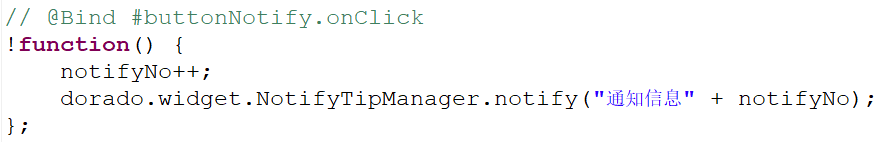 // @Bind #buttonNotify.onClick
!function() {
    notifyNo++;
    dorado.widget.NotifyTipManager.notify("通知信息" + notifyNo);
};